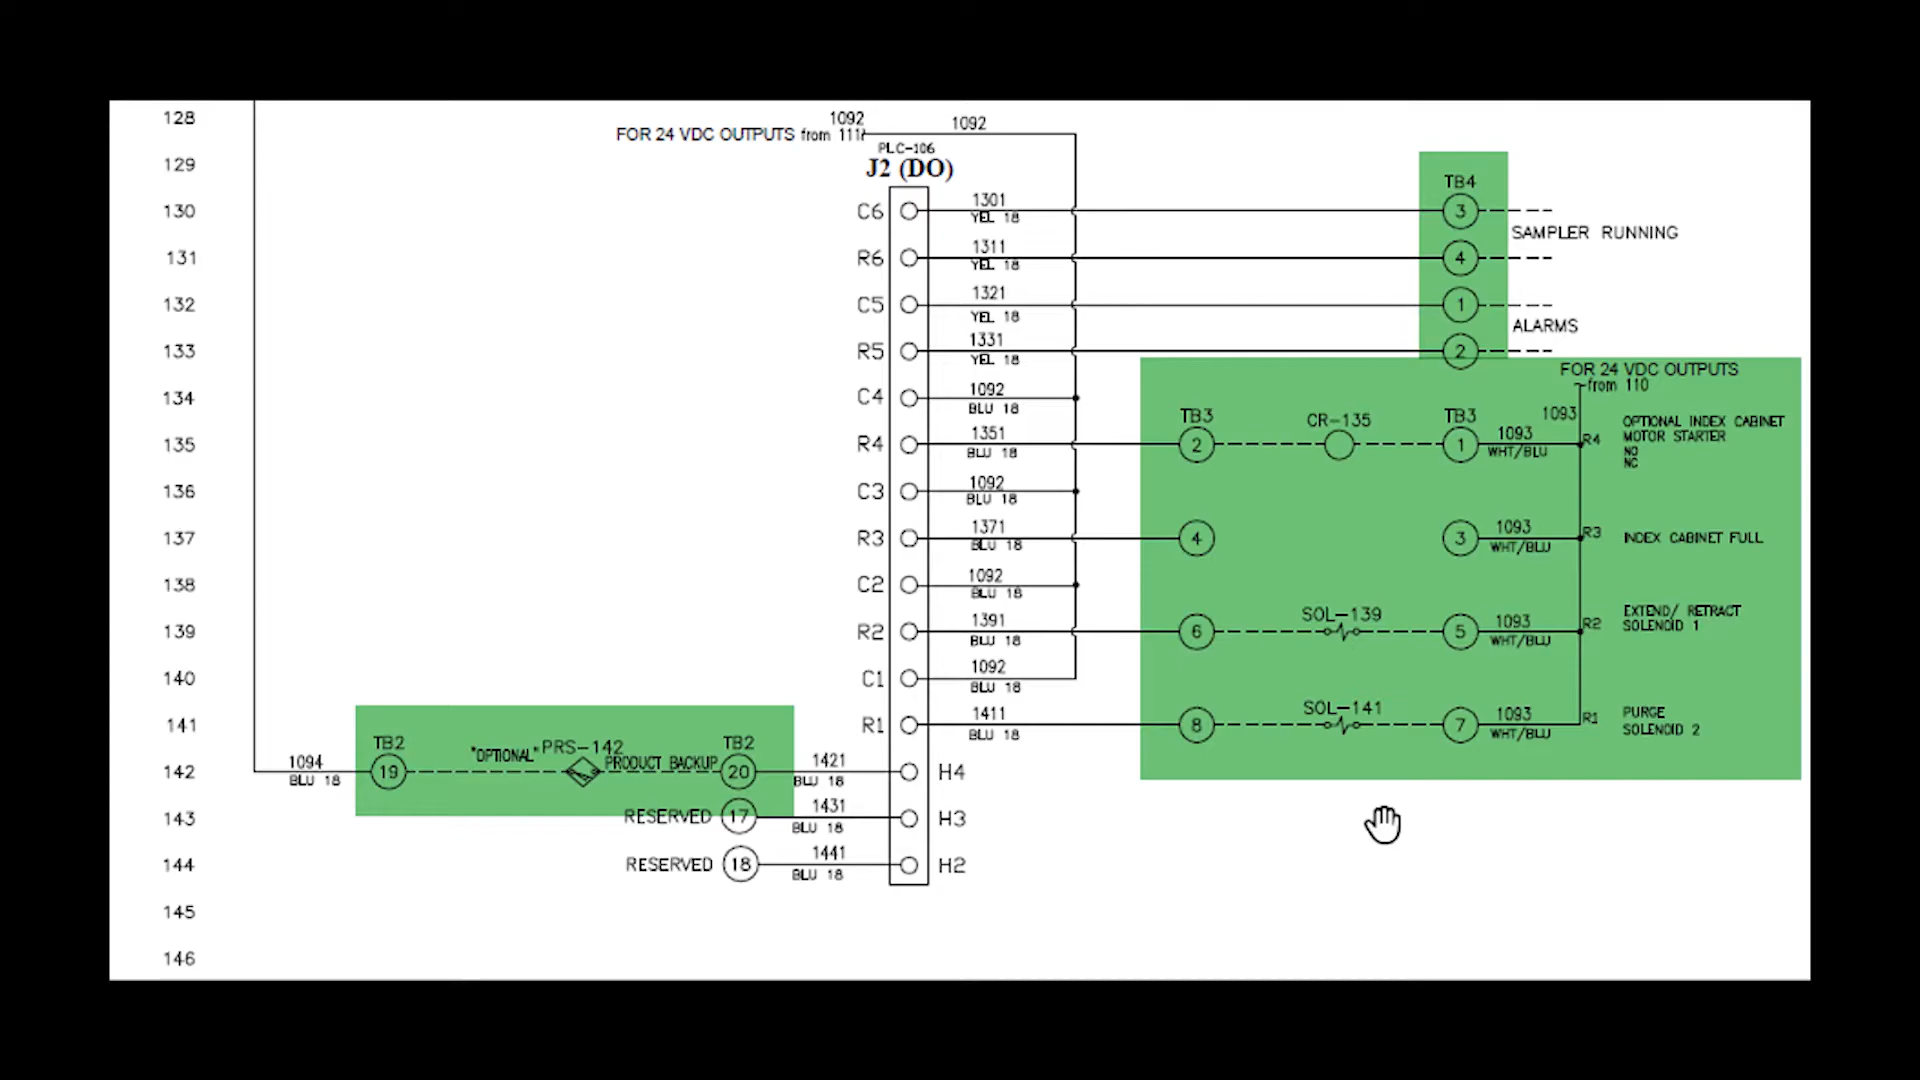 128
1092
1092
FOR 24 VDC OUTPUTS from 111
PLC-106
129
J2 (DO)
TB4
130
C6
1301
YEL 18
3
SAMPLER RUNNING
131
R6
1311
YEL 18
4
132
C5
1321
YEL 18
1
ALARMS
133
R5
1331
YEL 18
2
FOR 24 VDC OUTPUTS
from 110
134
C4
1092
BLU 18
TB3
CR-135
TB3
1093
135
R4
1351
BLU 18
2
1
1093
WHT/BLU
R4
OPTIONAL INDEX CABINET
MOTOR STARTER
NO
NC
136
C3
1092
BLU 18
137
R3
1371
BLU 18
4
3
1093
WHT/BLU
R3
INDEX CABINET FULL
138
C2
1092
BLU 18
139
R2
1391
BLU 18
6
SOL-139
5
1093
WHT/BLU
R2
EXTEND/ RETRACT
SOLENOID 1
140
C1
1092
BLU 18
141
R1
1411
BLU 18
8
SOL-141
7
1093
WHT/BLU
R1
PURGE
SOLENOID 2
142
1094
BLU 18
TB2
19
"OPTIONAL"
PRS-142
PRODUCT BACKUP
TB2
20
1421
BLU 18
H4
143
RESERVED
17
1431
BLU 18
H3
144
RESERVED
18
1441
BLU 18
H2
145
146